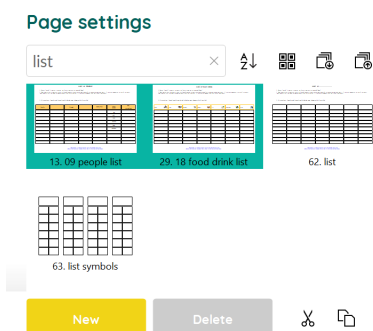 Page settings
list
13. 09 people list
29. 18 food drink list
62. list
63. list symbols
New
Delete